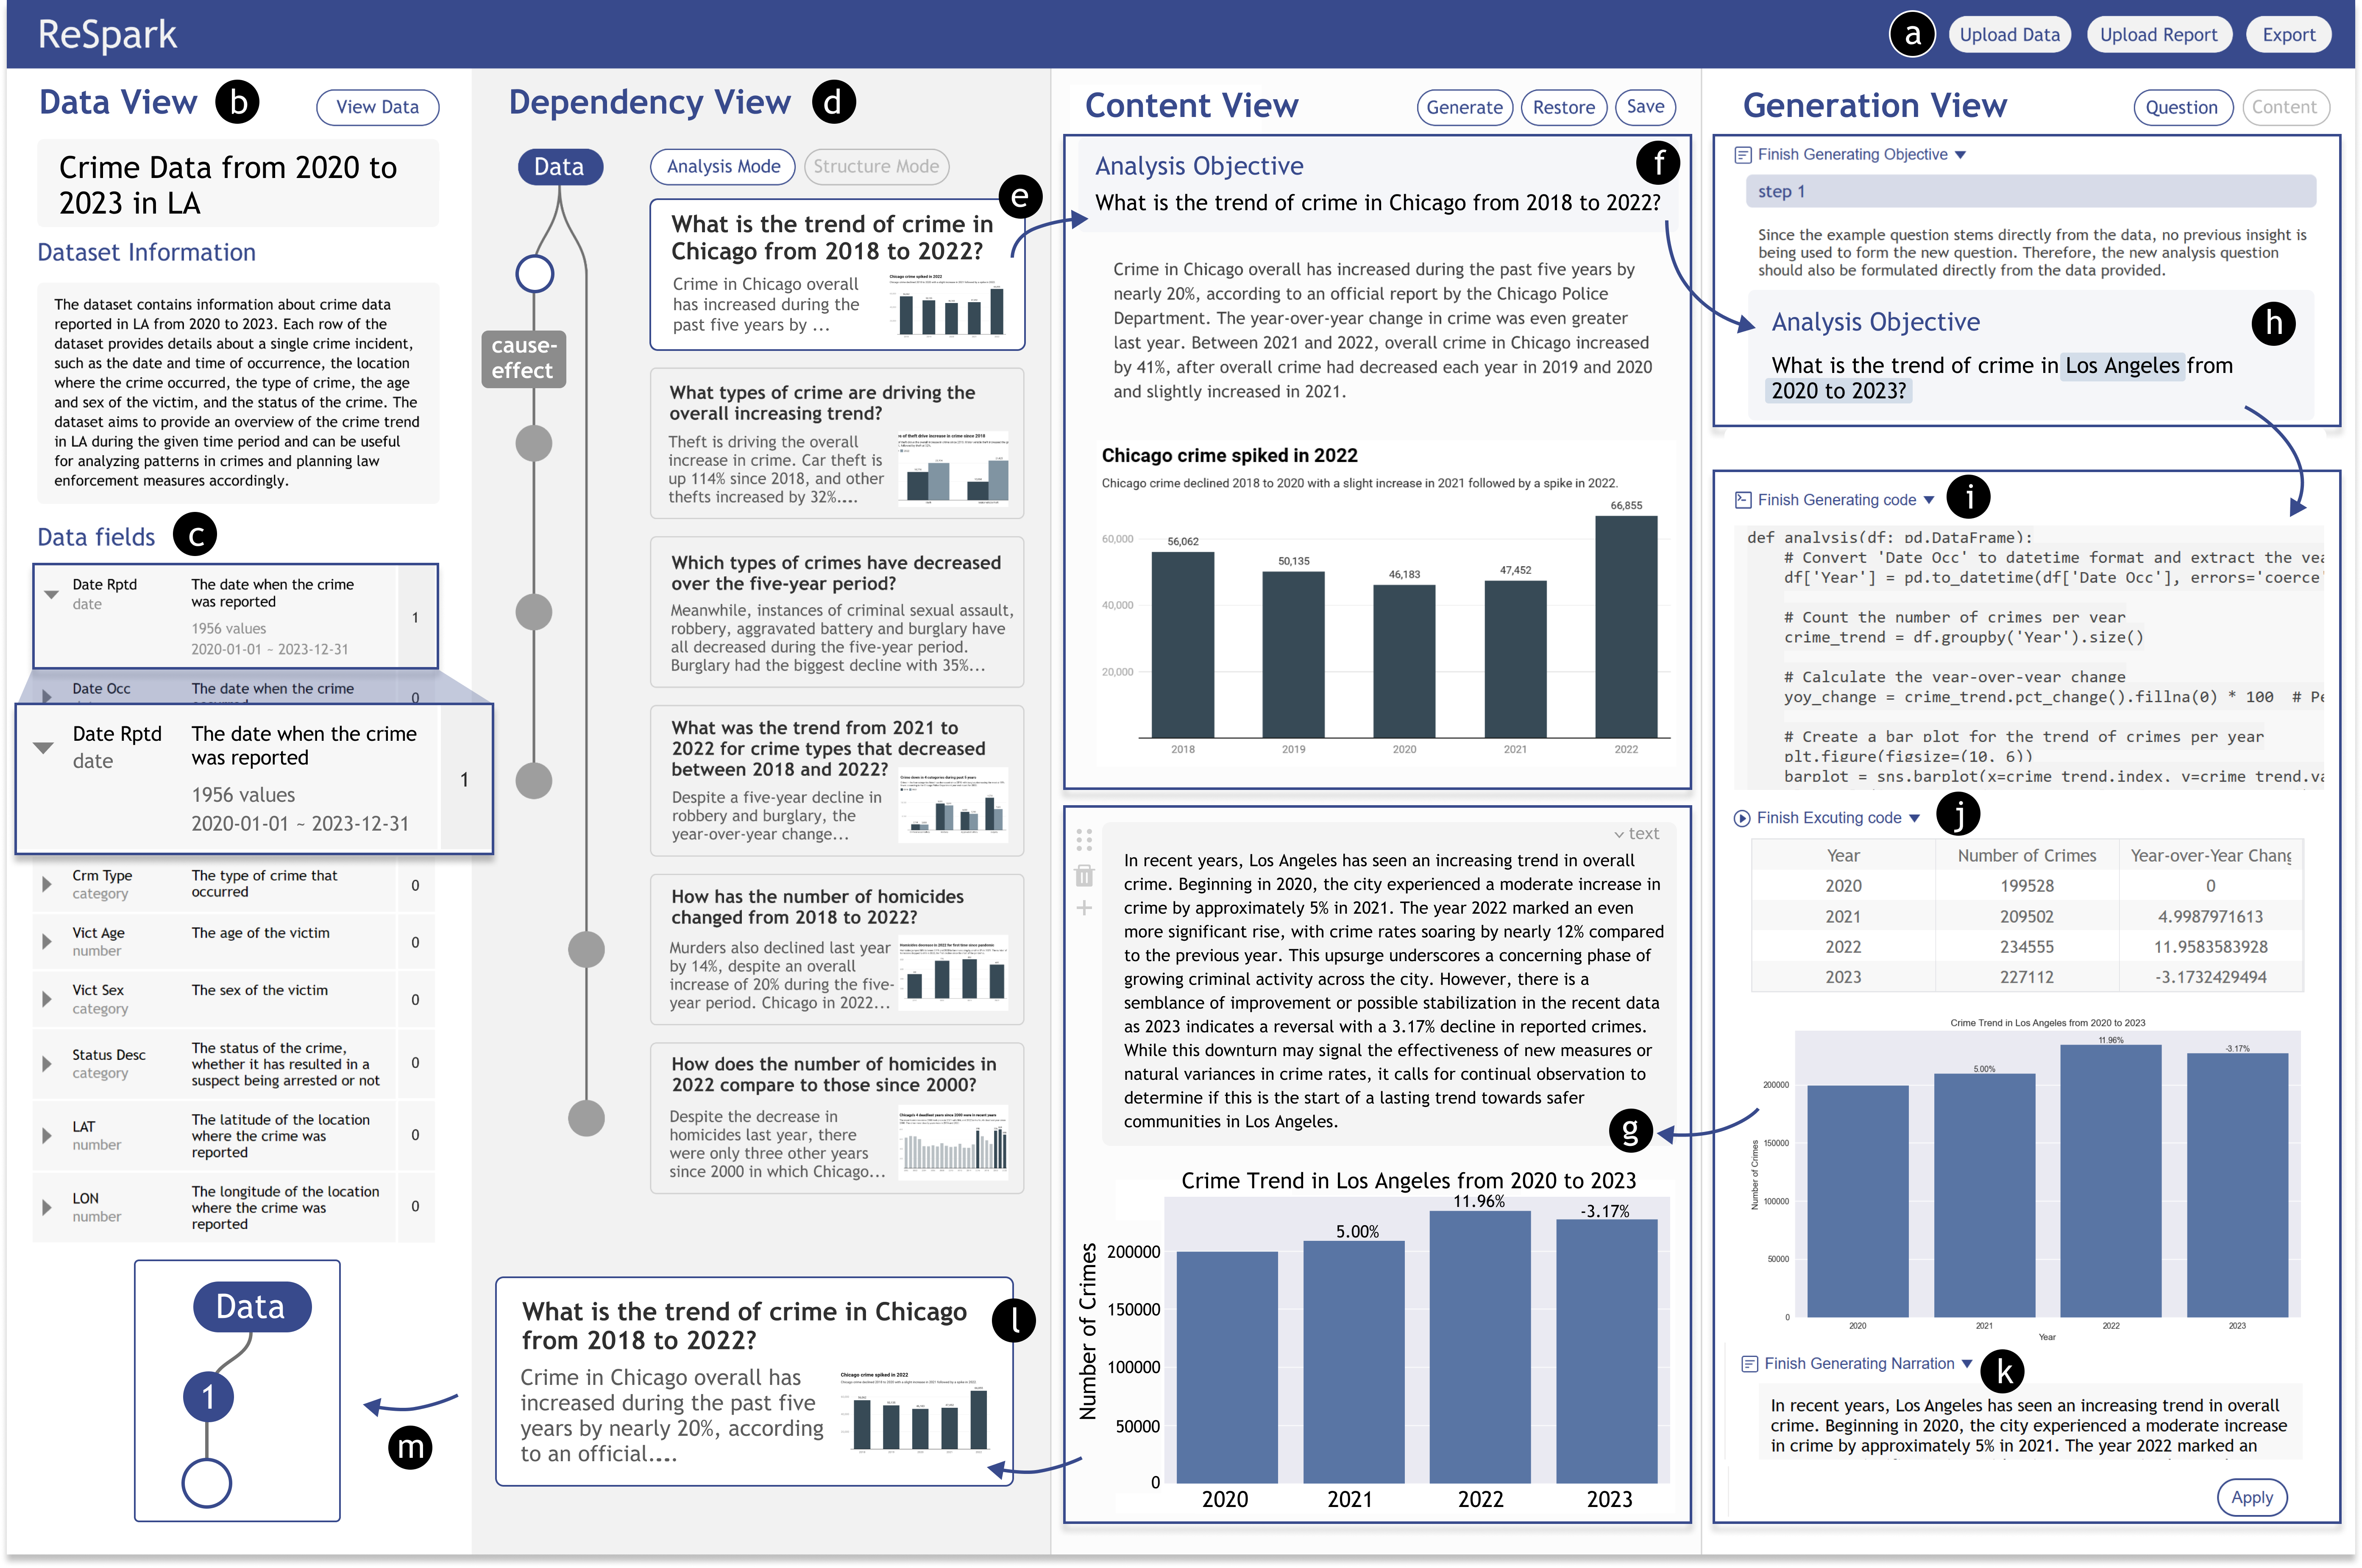 ReSpark
a
Upload Data
Upload Report
Export
Data View
b
View Data
Crime Data from 2020 to
2023 in LA
Dataset Information
The dataset contains information about crime data
reported in LA from 2020 to 2023. Each row of the
dataset provides details about a single crime incident,
such as the date and time of occurrence, the location
where the crime occurred, the type of crime, the age
and sex of the victim, and the status of the crime. The
dataset aims to provide an overview of the crime trend
in LA during the given time period and can be useful
for analyzing patterns in crimes and planning law
enforcement measures accordingly.
Data fields
c
Date Rptd
date
The date when the crime
was reported
1956 values
2020-01-01 ~ 2023-12-31
1
Date Occ
The date when the crime
0
Date Rptd
date
The date when the crime
was reported
1956 values
2020-01-01 ~ 2023-12-31
1
Crm Type
category
The type of crime that
occurred
0
Vict Age
number
The age of the victim
0
Vict Sex
category
The sex of the victim
0
Status Desc
category
The status of the crime,
whether it has resulted in a
suspect being arrested or not
0
LAT
number
The latitude of the location
where the crime was
reported
0
LON
number
The longitude of the location
where the crime was
reported
0
Data
1
m
Dependency View
d
Data
Analysis Mode
Structure Mode
cause-
effect
e
What is the trend of crime in
Chicago from 2018 to 2022?
Crime in Chicago overall
has increased during the
past five years by ...
Chicago crime spiked in 2022
What types of crime are driving the
overall increasing trend?
Theft is driving the overall
increase in crime. Car theft is
up 114% since 2018, and other
thefts increased by 32%....
s of theft drive increase in crime since 2018
Which types of crimes have decreased
over the five-year period?
Meanwhile, instances of criminal sexual assault,
robbery, aggravated battery and burglary have
all decreased during the five-year period.
Burglary had the biggest decline with 35%...
What was the trend from 2021 to
2022 for crime types that decreased
between 2018 and 2022?
Despite a five-year decline in
robbery and burglary, the
year-over-year change...
How has the number of homicides
changed from 2018 to 2022?
Murders also declined last year
by 14%, despite an overall
increase of 20% during the five-
year period. Chicago in 2022...
How does the number of homicides in
2022 compare to those since 2000?
Despite the decrease in
homicides last year, there
were only three other years
since 2000 in which Chicago...
l
What is the trend of crime in Chicago
from 2018 to 2022?
Crime in Chicago overall has
increased during the past five
years by nearly 20%, according
to an official....
Chicago crime spiked in 2022
Content View
Generate
Restore
Save
Analysis Objective
f
What is the trend of crime in Chicago from 2018 to 2022?
Crime in Chicago overall has increased during the past five years by
nearly 20%, according to an official report by the Chicago Police
Department. The year-over-year change in crime was even greater
last year. Between 2021 and 2022, overall crime in Chicago increased
by 41%, after overall crime had decreased each year in 2019 and 2020
and slightly increased in 2021.
Chicago crime spiked in 2022
Chicago crime declined 2018 to 2020 with a slight increase in 2021 followed by a spike in 2022.
60,000
40,000
20,000
56,062
50,135
46,183
47,452
66,855
2018
2019
2020
2021
2022
text
In recent years, Los Angeles has seen an increasing trend in overall
crime. Beginning in 2020, the city experienced a moderate increase in
crime by approximately 5% in 2021. The year 2022 marked an even
more significant rise, with crime rates soaring by nearly 12% compared
to the previous year. This upsurge underscores a concerning phase of
growing criminal activity across the city. However, there is a
semblance of improvement or possible stabilization in the recent data
as 2023 indicates a reversal with a 3.17% decline in reported crimes.
While this downturn may signal the effectiveness of new measures or
natural variances in crime rates, it calls for continual observation to
determine if this is the start of a lasting trend towards safer
communities in Los Angeles.
g
Crime Trend in Los Angeles from 2020 to 2023
Number of Crimes
200000
150000
100000
50000
0
5.00%
11.96%
-3.17%
2020
2021
2022
2023
Generation View
Question
Content
Finish Generating Objective
step 1
Since the example question stems directly from the data, no previous insight is
being used to form the new question. Therefore, the new analysis question
should also be formulated directly from the data provided.
Analysis Objective
h
What is the trend of crime in Los Angeles from
2020 to 2023?
Finish Generating code
i
def analysis(df: pd.DataFrame):
# Convert 'Date Occ' to datetime format and extract the yea
df['Year'] = pd.to_datetime(df['Date Occ'], errors='coerce'
# Count the number of crimes per year
crime_trend = df.groupby('Year').size()
# Calculate the year-over-year change
yoy_change = crime_trend.pct_change().fillna(0) * 100 # Pe
# Create a bar plot for the trend of crimes per year
plt.figure(figsize=(10, 6))
barplot = sns.barplot(x=crime_trend.index, y=crime_trend.va
Finish Excuting code
j
Year Number of Crimes Year-over-Year Chang
2020 199528 0
2021 209502 4.9987971613
2022 234555 11.9583583928
2023 227112 -3.1732429494
Crime Trend in Los Angeles from 2020 to 2023
Number of Crimes
200000
150000
100000
50000
0
5.00%
11.96%
-3.17%
2020
2021
2022
2023
Year
Finish Generating Narration
k
In recent years, Los Angeles has seen an increasing trend in overall
crime. Beginning in 2020, the city experienced a moderate increase
in crime by approximately 5% in 2021. The year 2022 marked an
Apply